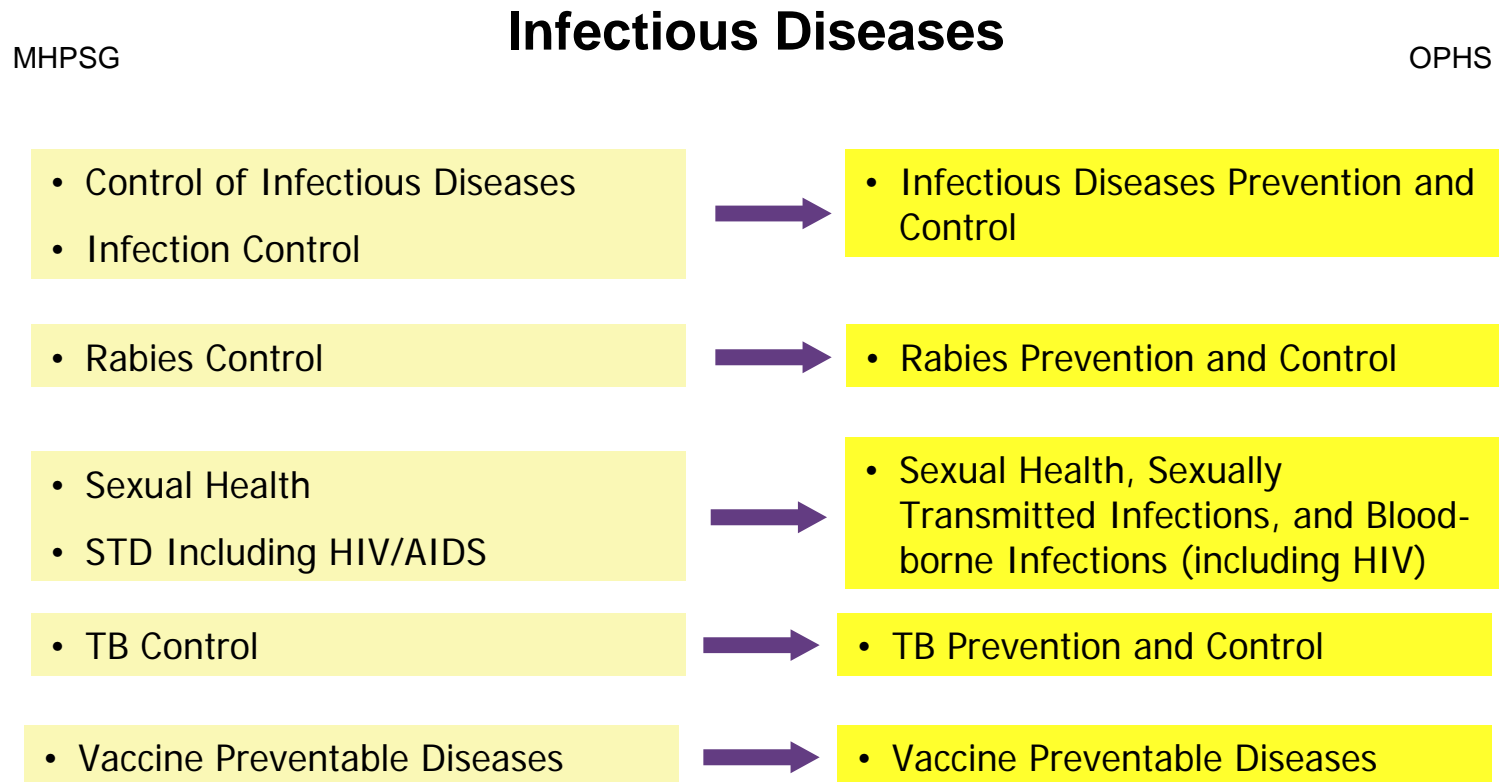 Infectious Diseases
MHPSG
OPHS
• Control of Infectious Diseases
• Infection Control
• Infectious Diseases Prevention and
Control
• Rabies Control
• Rabies Prevention and Control
• Sexual Health
• STD Including HIV/AIDS
• Sexual Health, Sexually
Transmitted Infections, and Blood-
borne Infections (including HIV)
• TB Control
• TB Prevention and Control
• Vaccine Preventable Diseases
• Vaccine Preventable Diseases